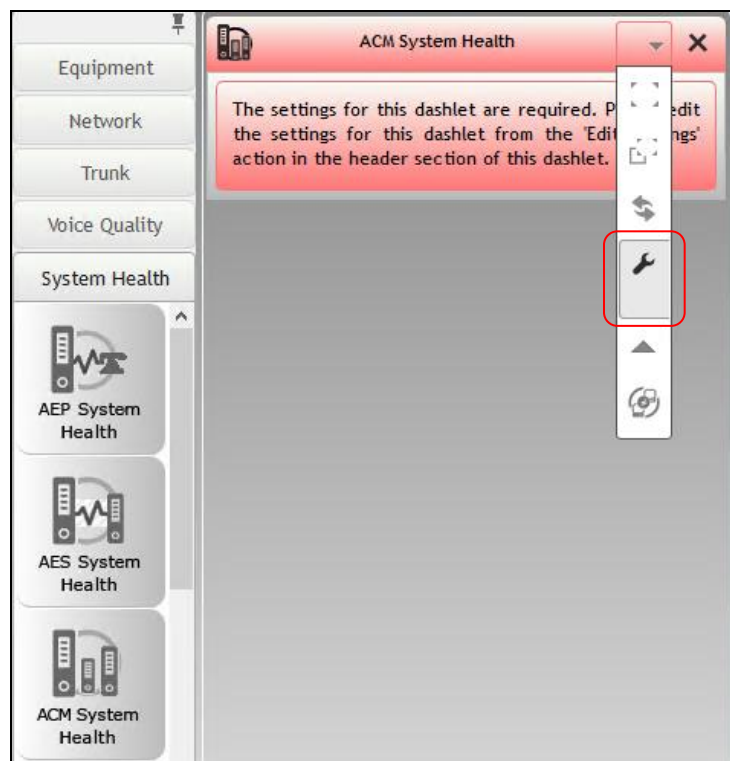 Equipment
Network
Trunk
Voice Quality
System Health
AEP System
Health
AES System
Health
ACM System
Health
ACM System Health
The settings for this dashlet are required. edit
the settings for this dashlet from the
action in the header section of this dashlet.